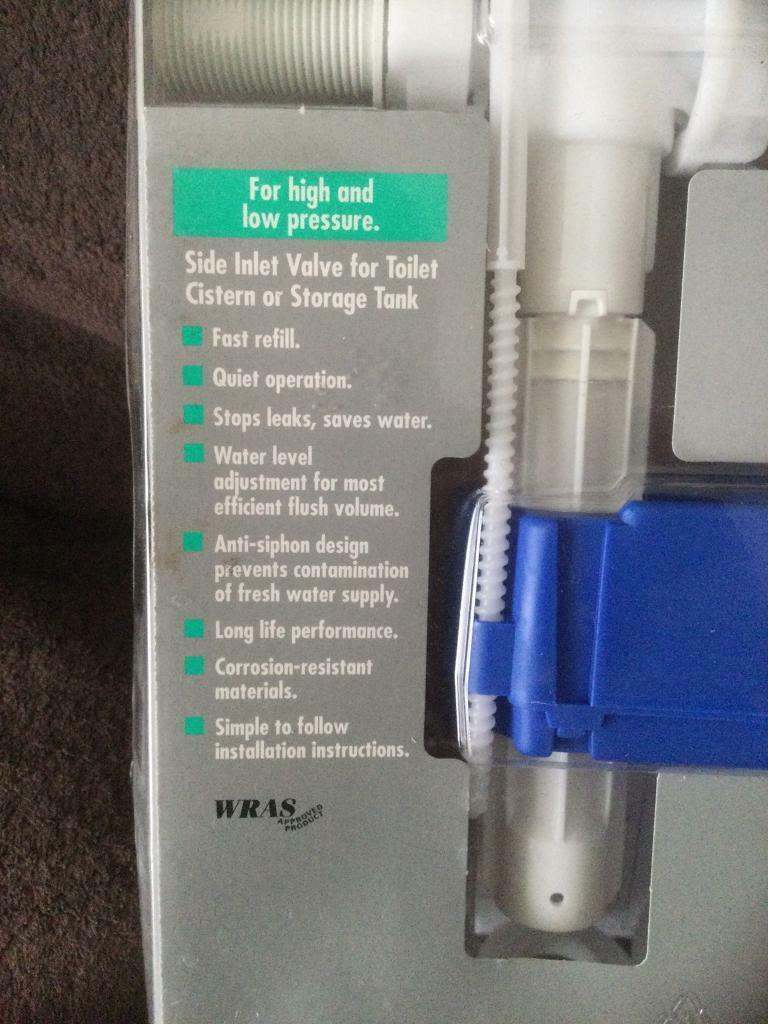 For high and
low pressure.
Side Inlet Valve for Toilet
Cistern or Storage Tank
Fast refill.
Quiet operation.
Stops leaks, saves water.
Water level
adjustment for most
efficient flush volume.
Anti-siphon design
prevents contamination
of fresh water supply.
Long life performance.
Corrosion-resistant
materials.
Simple to follow
installation instructions.
WRAS
APPROVED
PRODUCT